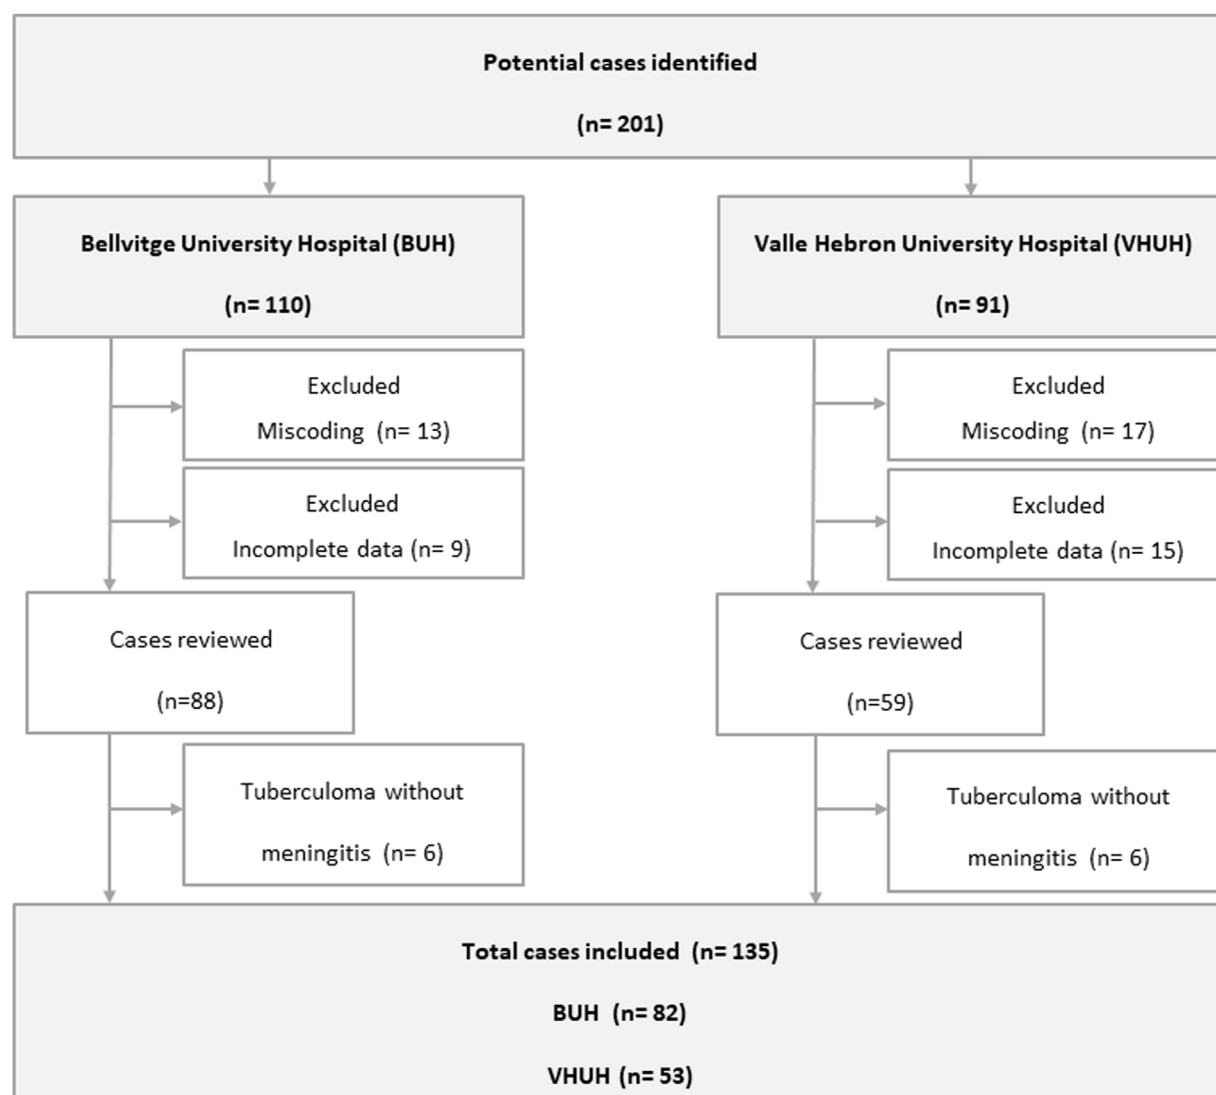 Potential cases identified
(n= 201)
Bellvitge University Hospital (BUH)
(n= 110)
Valle Hebron University Hospital (VHUH)
(n= 91)
Excluded
Miscoding (n= 13)
Excluded
Incomplete data (n= 9)
Excluded
Miscoding (n= 17)
Excluded
Incomplete data (n= 15)
Cases reviewed
(n=88)
Cases reviewed
(n=59)
Tuberculoma without
meningitis (n= 6)
Tuberculoma without
meningitis (n= 6)
Total cases included (n= 135)
BUH (n= 82)
VHUH (n= 53)